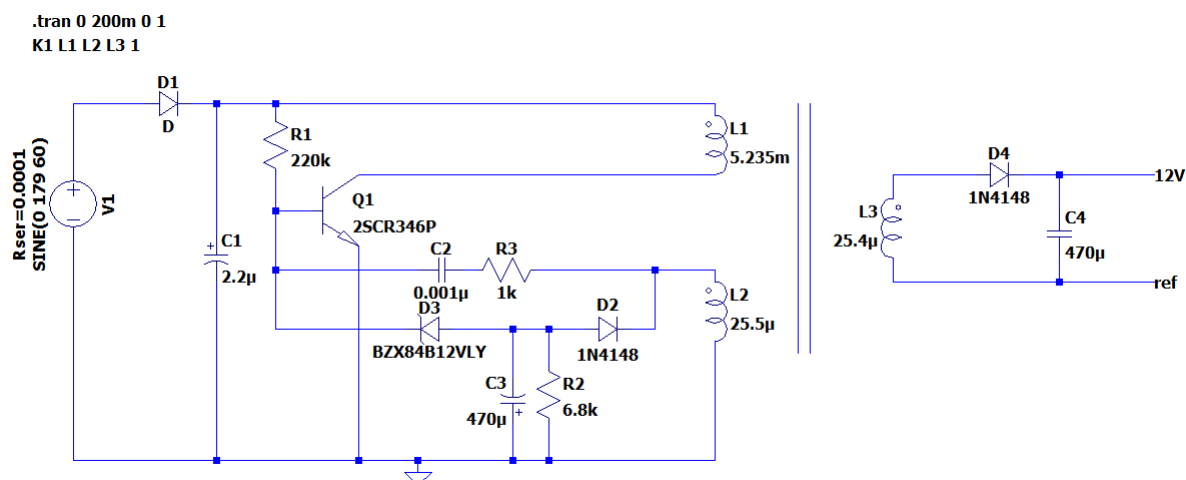 .tran 0 200m 0 1
K1 L1 L2 L3 1
D1
D
R1
220k
L1
5.235m
Rser=0.0001
SINE(0 179 60)
V1
Q1
2SCR346P
C1
2.2µ
C2
0.001µ
R3
1k
D3
BZX84B12VLY
D2
1N4148
L2
25.5µ
C3
470µ
R2
6.8k
D4
1N4148
12V
L3
25.4µ
C4
470µ
ref
+
−
+
+